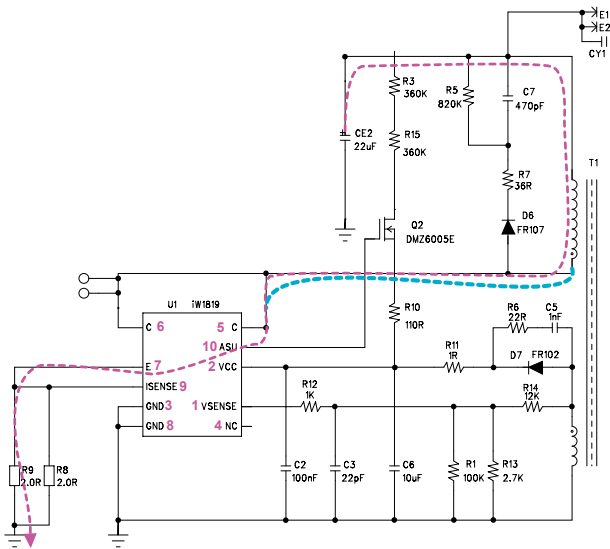 E1
E2
CY1
R3
360K
R5
820K
C7
470pF
CE2
22uF
R15
360K
R7
36R
T1
D6
FR107
Q2
DMZ6005E
U1 iW1819
C 6
5 C
10 ASU
E 7
2 VCC
ISENSE 9
GND 3
1 VSENSE
GND 8
4 NC
R10
110R
R6
22R
C5
1nF
R11
1R
D7 FR102
R12
1K
R14
12K
R9
2.0R
R8
2.0R
C2
100nF
C3
22pF
C6
10uF
R1
100K
R13
2.7K